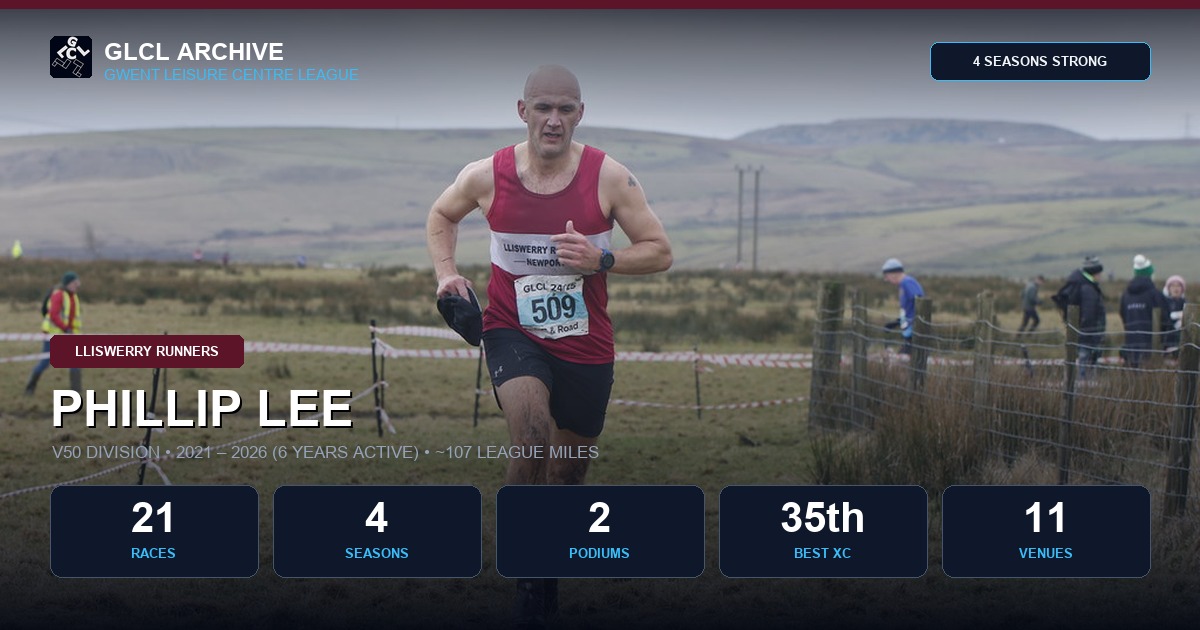 GLCL ARCHIVE
GWENT LEISURE CENTRE LEAGUE
4 SEASONS STRONG
LLISWERRY R
NEWPOR
GLCL 24/25
509
& Road
LLISWERRY RUNNERS
PHILLIP LEE
V50 DIVISION • 2021 – 2026 (6 YEARS ACTIVE) • ~107 LEAGUE MILES
21
RACES
4
SEASONS
2
PODIUMS
35th
BEST XC
11
VENUES